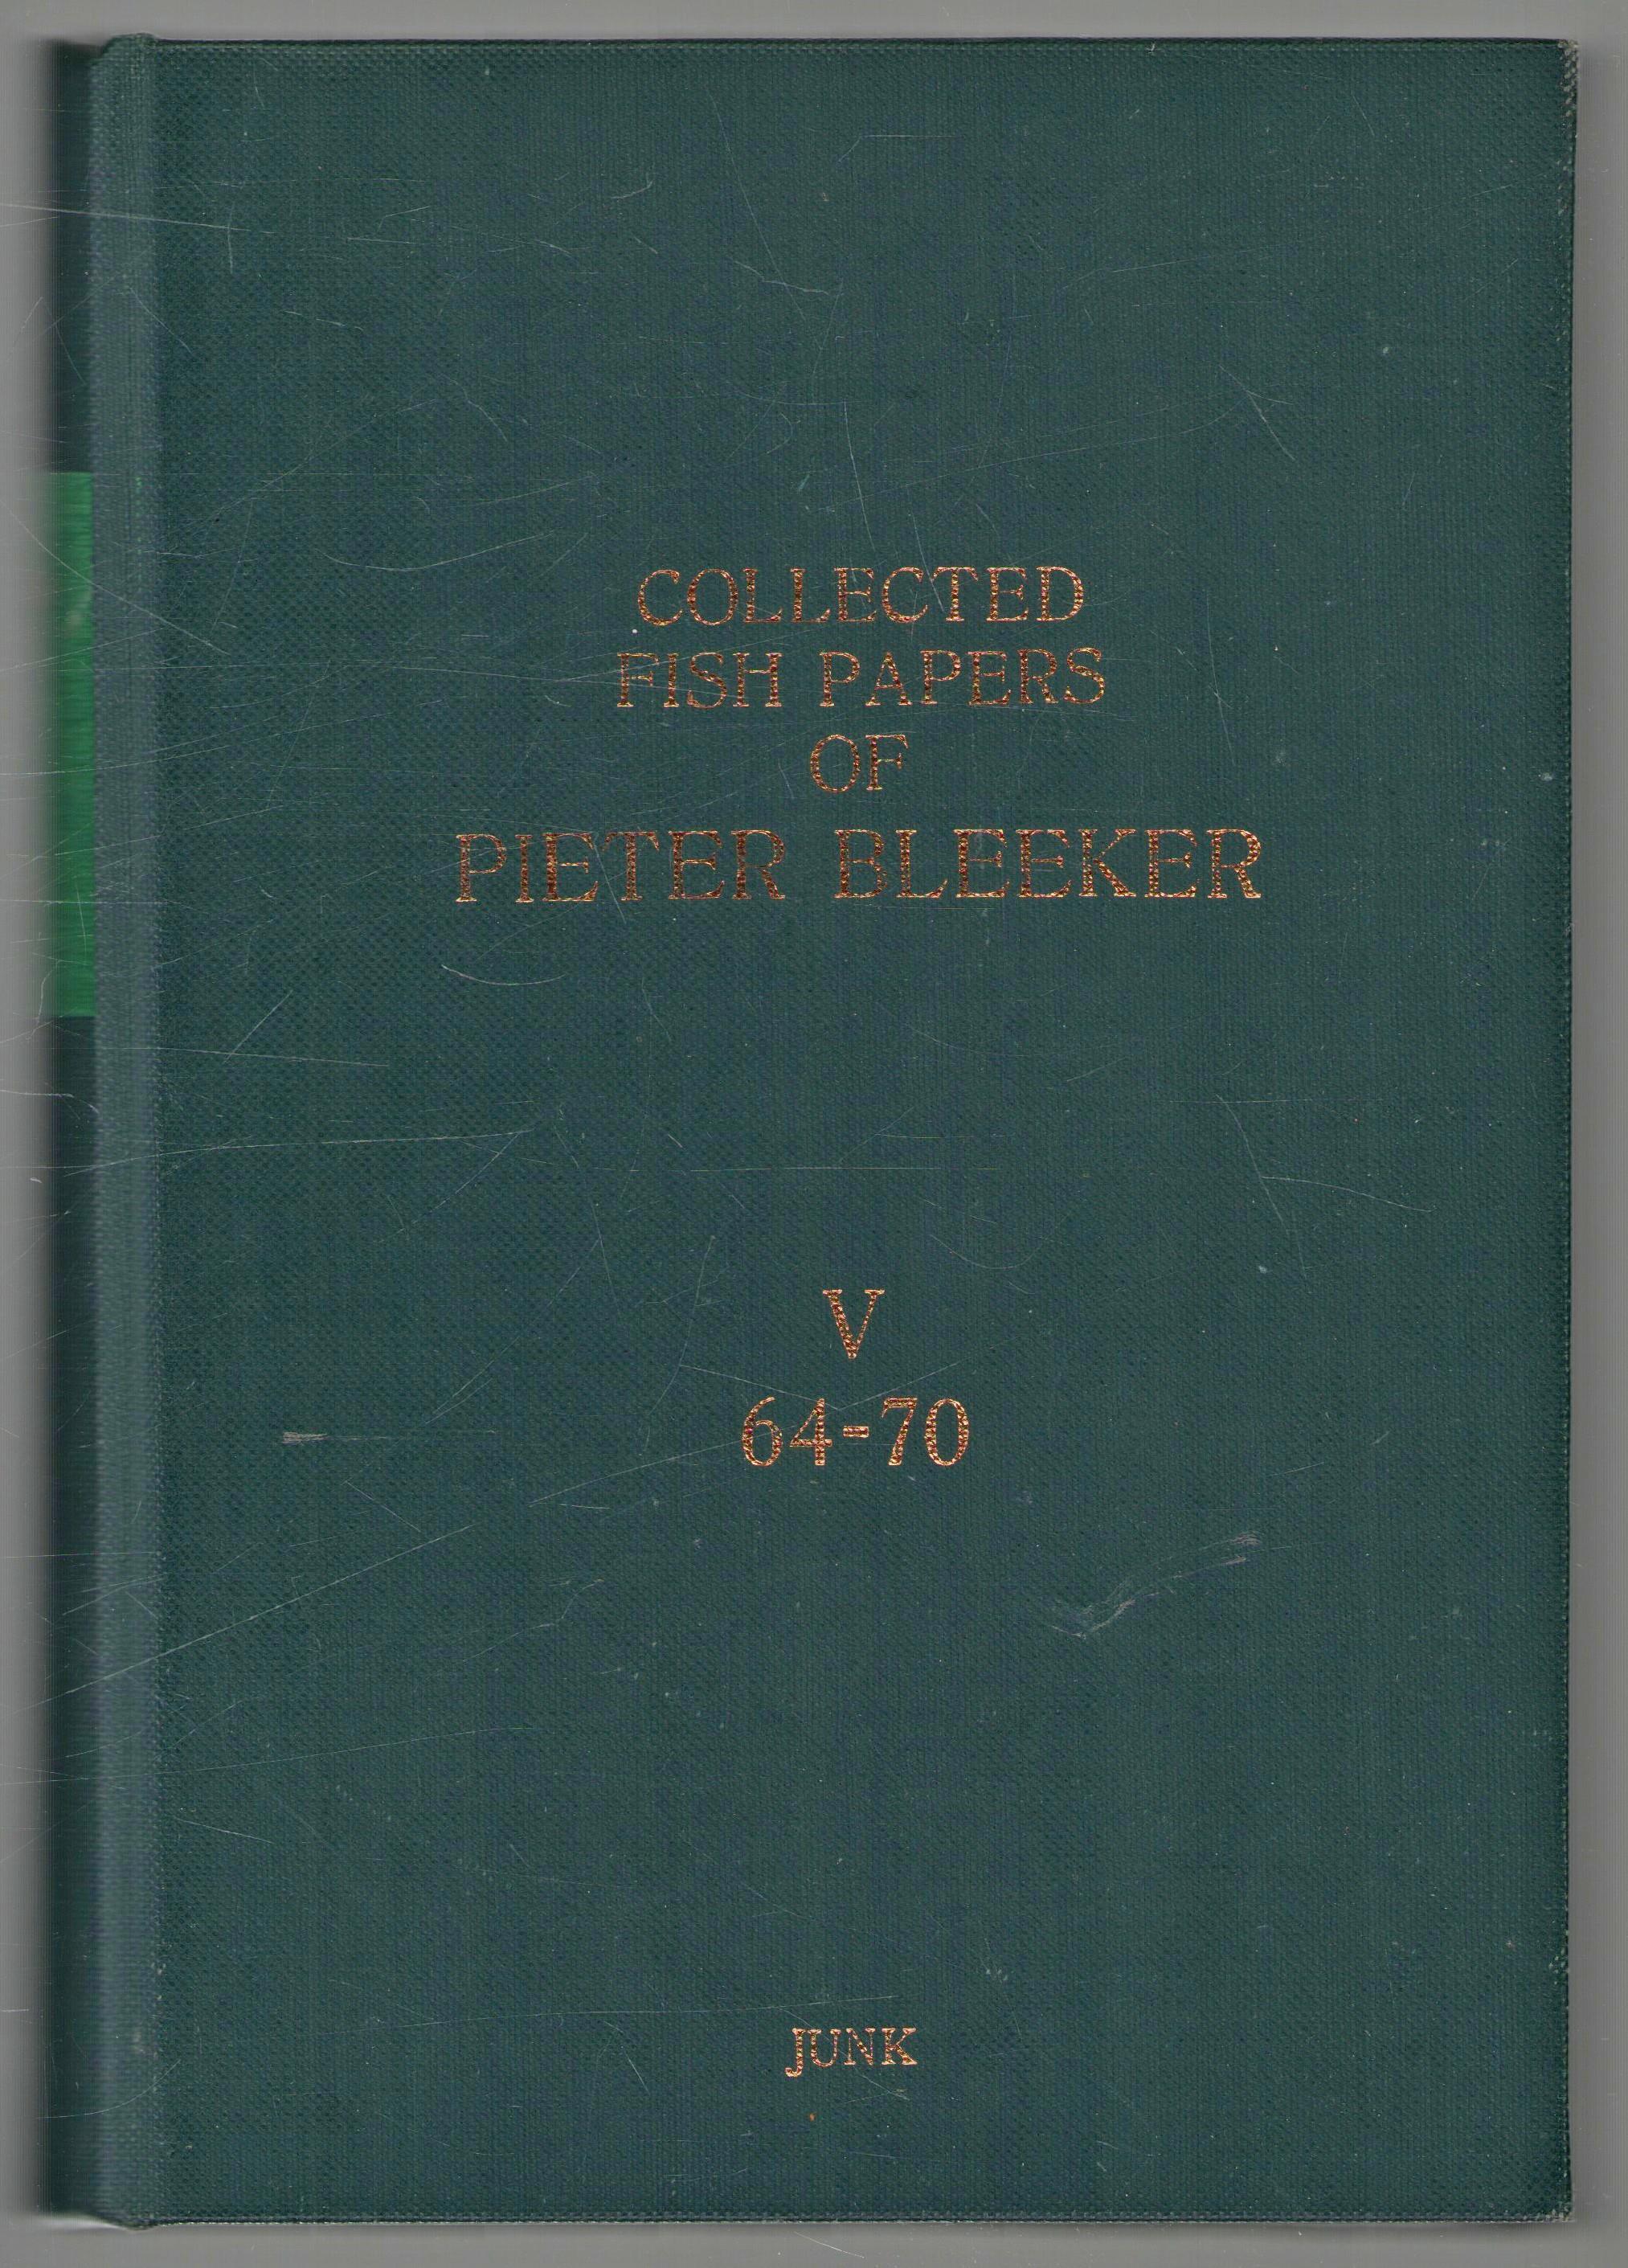 COLLECTED
FISH PAPERS
OF
PIETER BLEEKER
V
64-70
JUNK